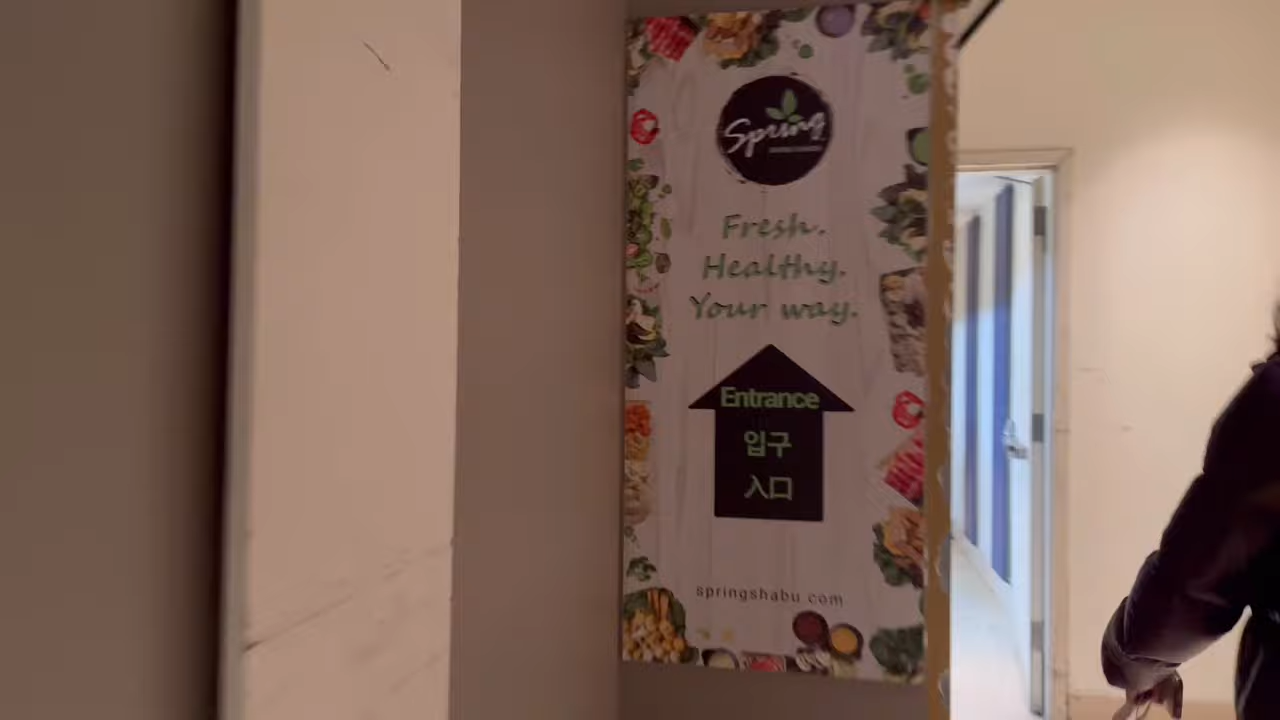 Spring
Fresh.
Healthy.
Your way.
Entrance
입구
入口
springshabu.com